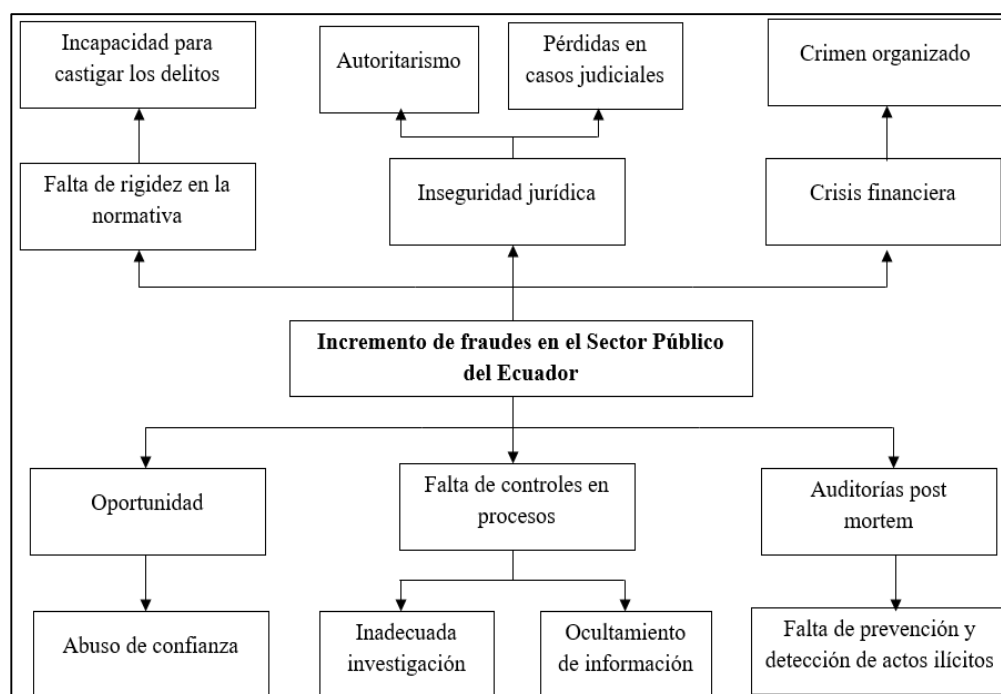 Incapacidad para
castigar los delitos
Autoritarismo
Pérdidas en
casos judiciales
Crimen organizado
Falta de rigidez en la
normativa
Inseguridad jurídica
Crisis financiera
Incremento de fraudes en el Sector Público
del Ecuador
Oportunidad
Falta de controles en
procesos
Auditorías post
mortem
Abuso de confianza
Inadecuada
investigación
Ocultamiento
de información
Falta de prevención y
detección de actos ilícitos